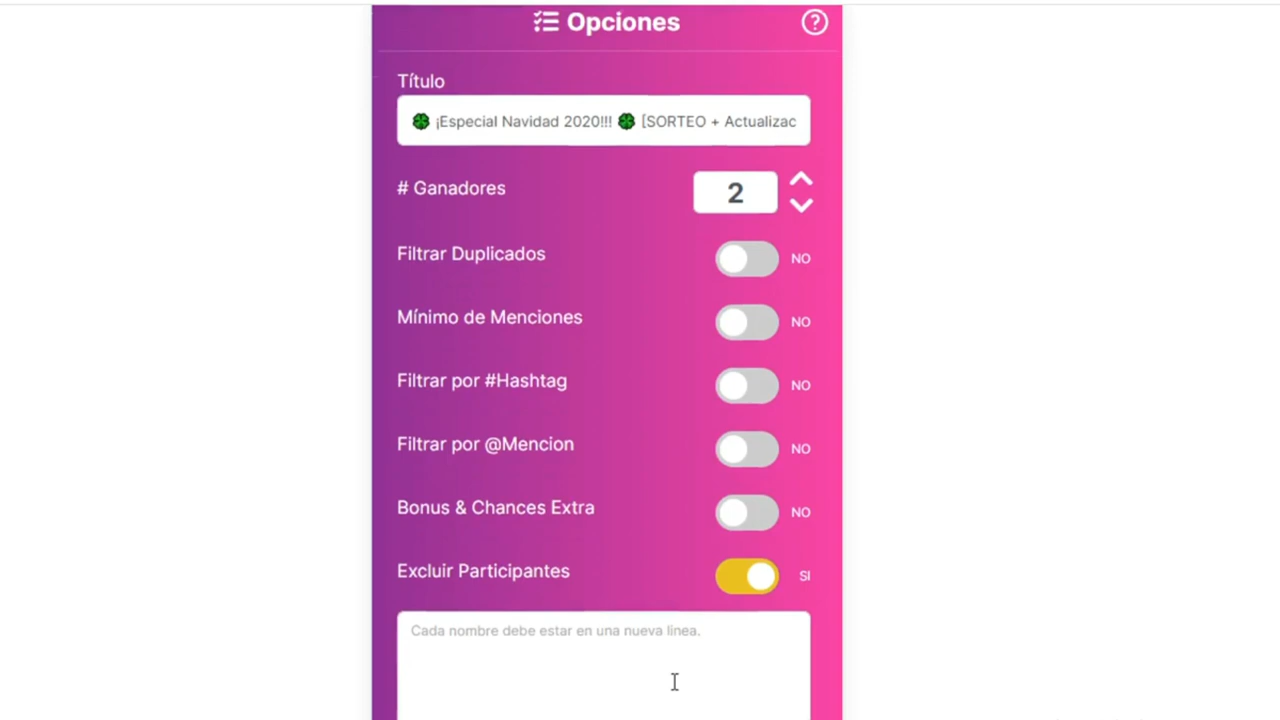 Opciones
Título
¡Especial Navidad 2020!!! 🍀 [SORTEO + Actualizac
# Ganadores 2
Filtrar Duplicados NO
Mínimo de Menciones NO
Filtrar por #Hashtag NO
Filtrar por @Mencion NO
Bonus & Chances Extra NO
Excluir Participantes SI
Cada nombre debe estar en una nueva linea.